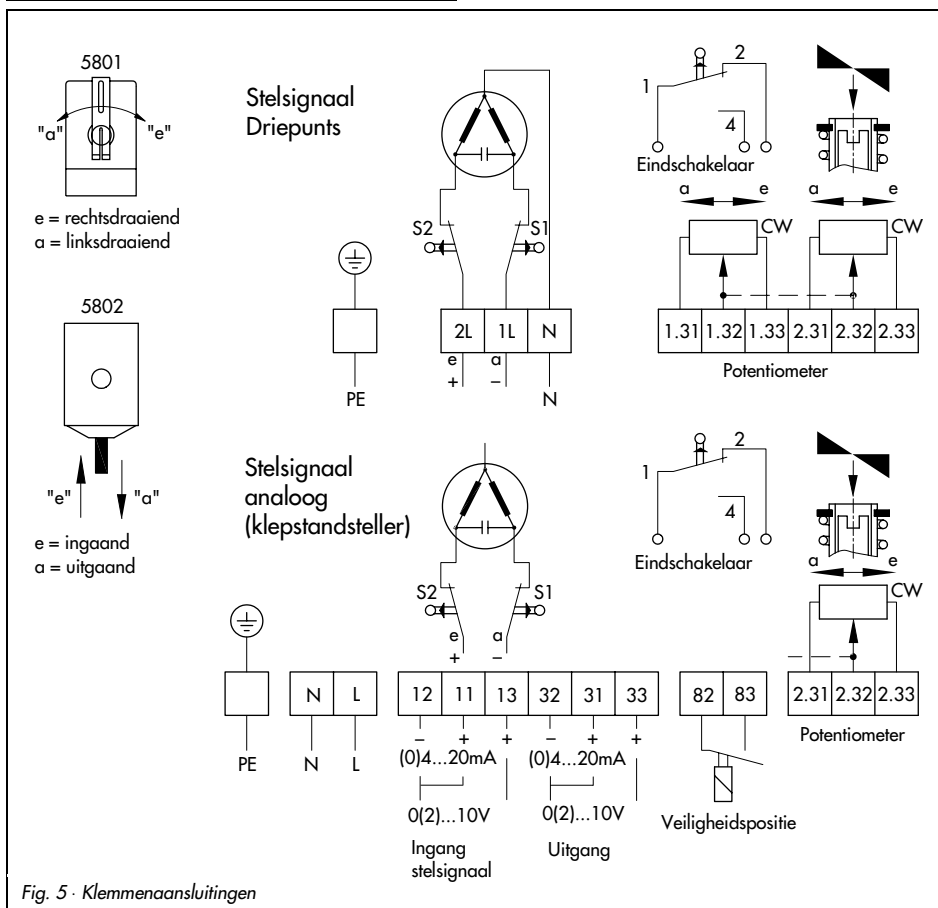 5801
"a" "e"
e = rechtsdraaiend
a = linksdraaiend
5802
"e" "a"
e = ingaand
a = uitgaand
Stelsignaal
Driepunts
S2 S1
2L 1L N
e a
+ –
PE N
1 2
4
Eindschakelaar
a e a e
CW CW
1.31 1.32 1.33 2.31 2.32 2.33
Potentiometer
Stelsignaal
analoog
(klepstandsteller)
S2 S1
e a
+ –
1 2
4
Eindschakelaar
a e
CW
N L 12 11 13 32 31 33 82 83 2.31 2.32 2.33
– + + – + +
PE N L
(0)4...20mA (0)4...20mA
0(2)...10V 0(2)...10V
Ingang
stelsignaal
Uitgang
Veiligheidspositie
Potentiometer
Fig. 5 · Klemmenaansluitingen